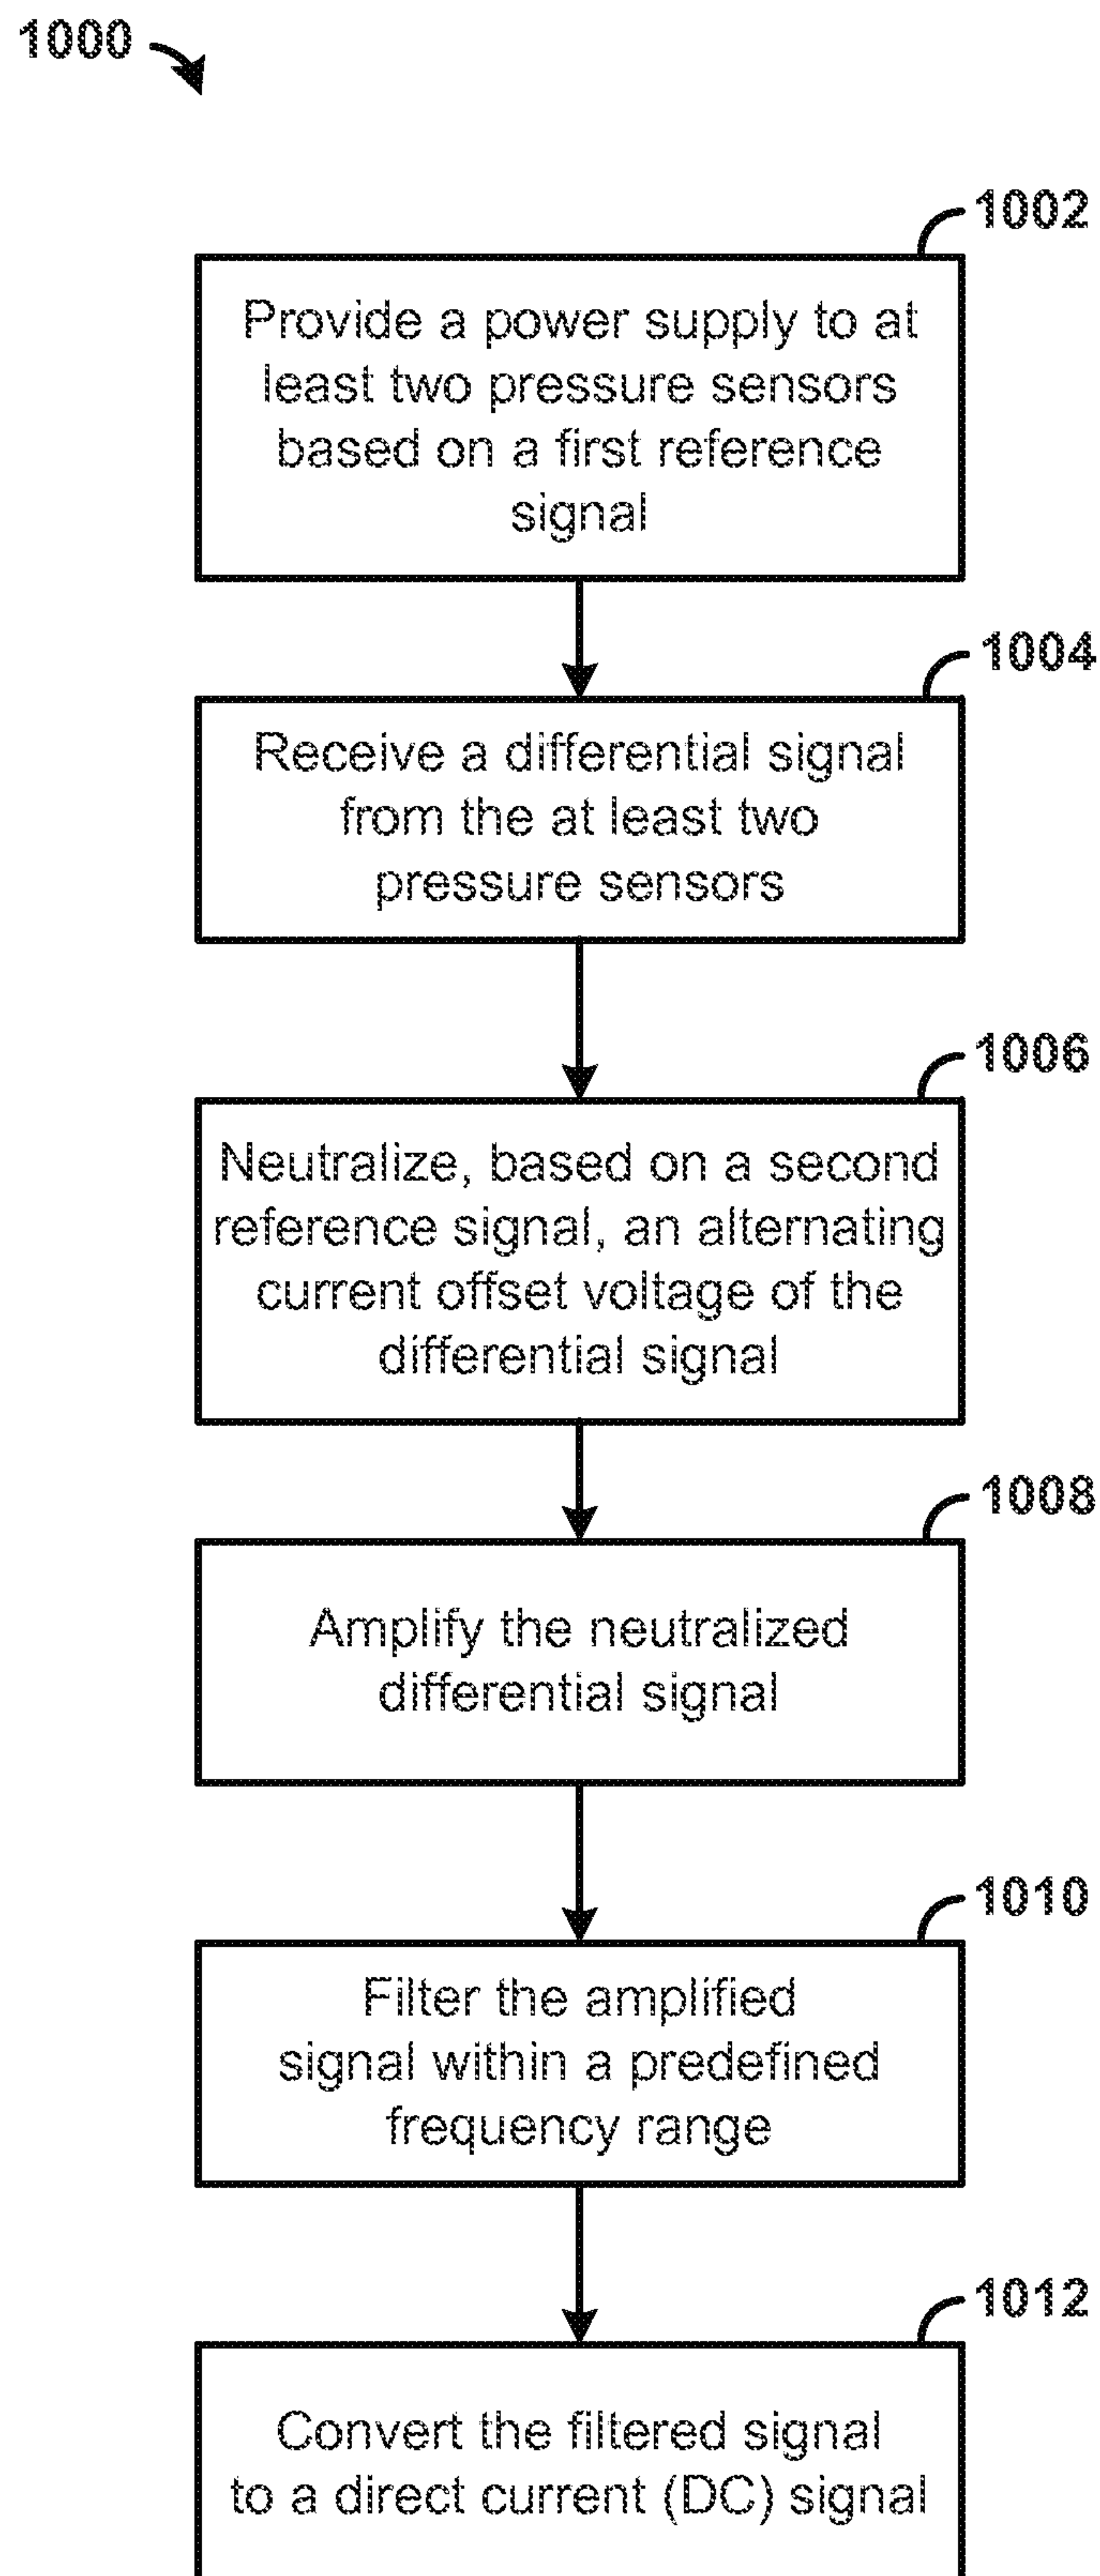 1000
1002
Provide a power supply to at
least two pressure sensors
based on a first reference
signal
1004
Receive a differential signal
from the at least two
pressure sensors
1006
Neutralize, based on a second
reference signal, an alternating
current offset voltage of the
differential signal
1008
Amplify the neutralized
differential signal
1010
Filter the amplified
signal within a predefined
frequency range
1012
Convert the filtered signal
to a direct current (DC) signal